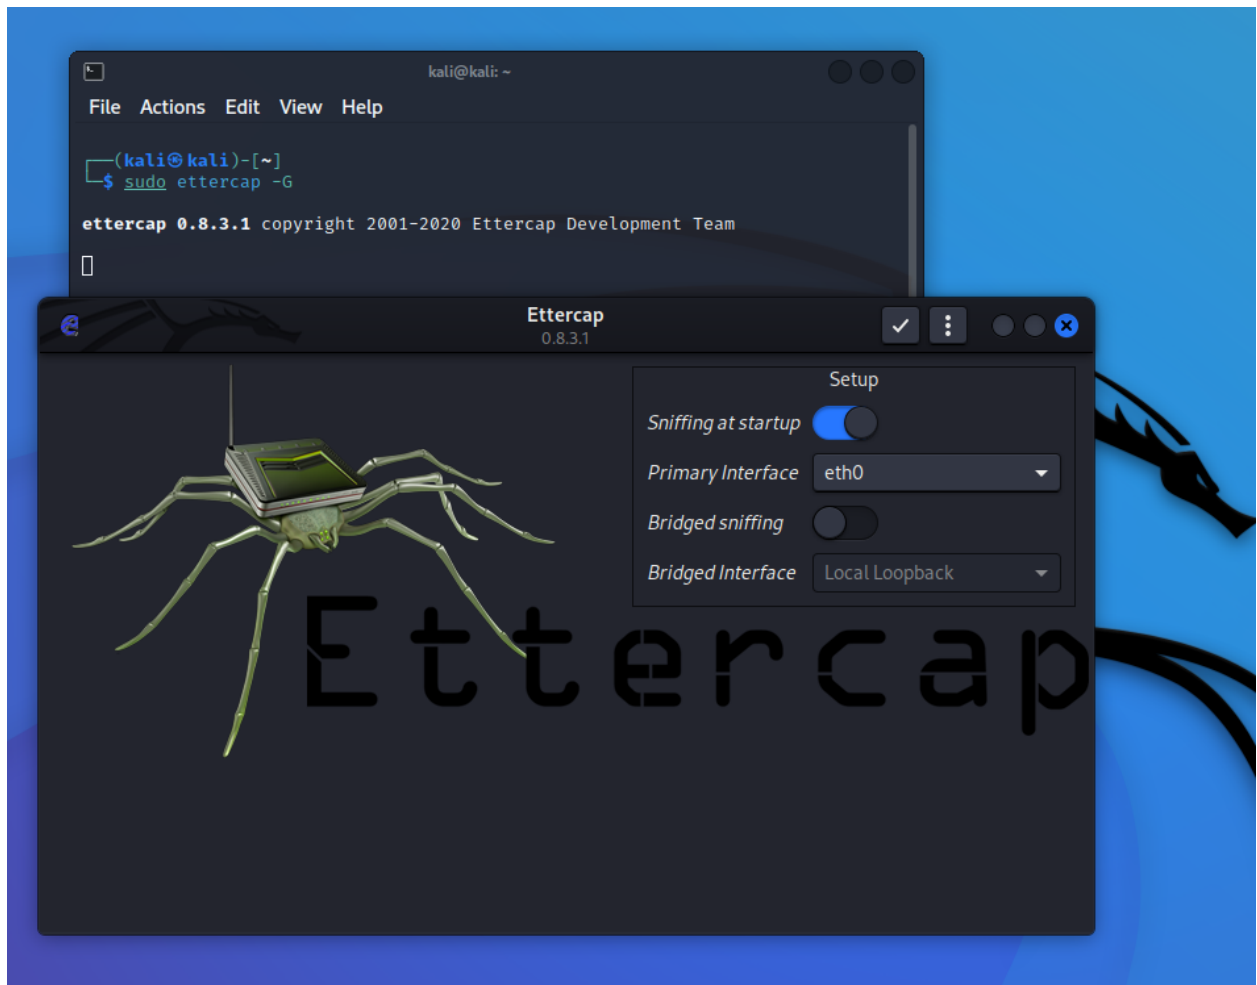 kali@kali: ~
File Actions Edit View Help
┌──(kali㉿kali)-[~]
└─$ sudo ettercap -G
ettercap 0.8.3.1 copyright 2001-2020 Ettercap Development Team
Ettercap
0.8.3.1
Setup
Sniffing at startup
Primary Interface eth0
Bridged sniffing
Bridged Interface Local Loopback
Ettercap